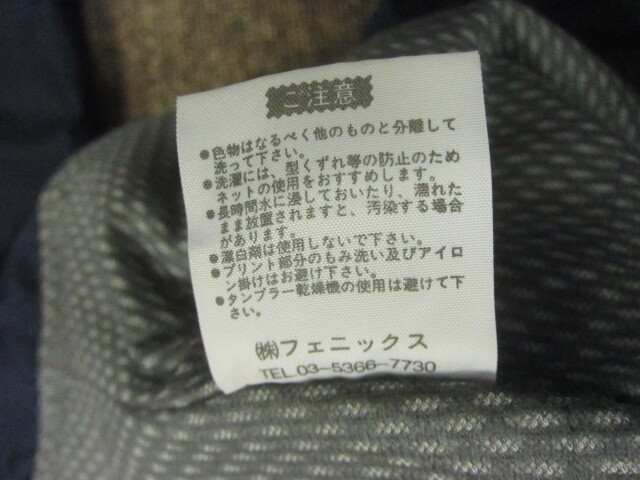 ご注意
●色物はなるべく他のものと分離して
洗って下さい。
●洗濯には、型くずれ等の防止のため
ネットの使用をおすすめします。
●長時間水に浸しておいたり、濡れた
まま放置されますと、汚染する場合
があります。
●漂白剤は使用しないで下さい。
●プリント部分のもみ洗い及びアイロ
ン掛けはお避け下さい。
●タンブラー乾燥機の使用は避けて下
さい。
㈱フェニックス
TEL.03-5366-7730